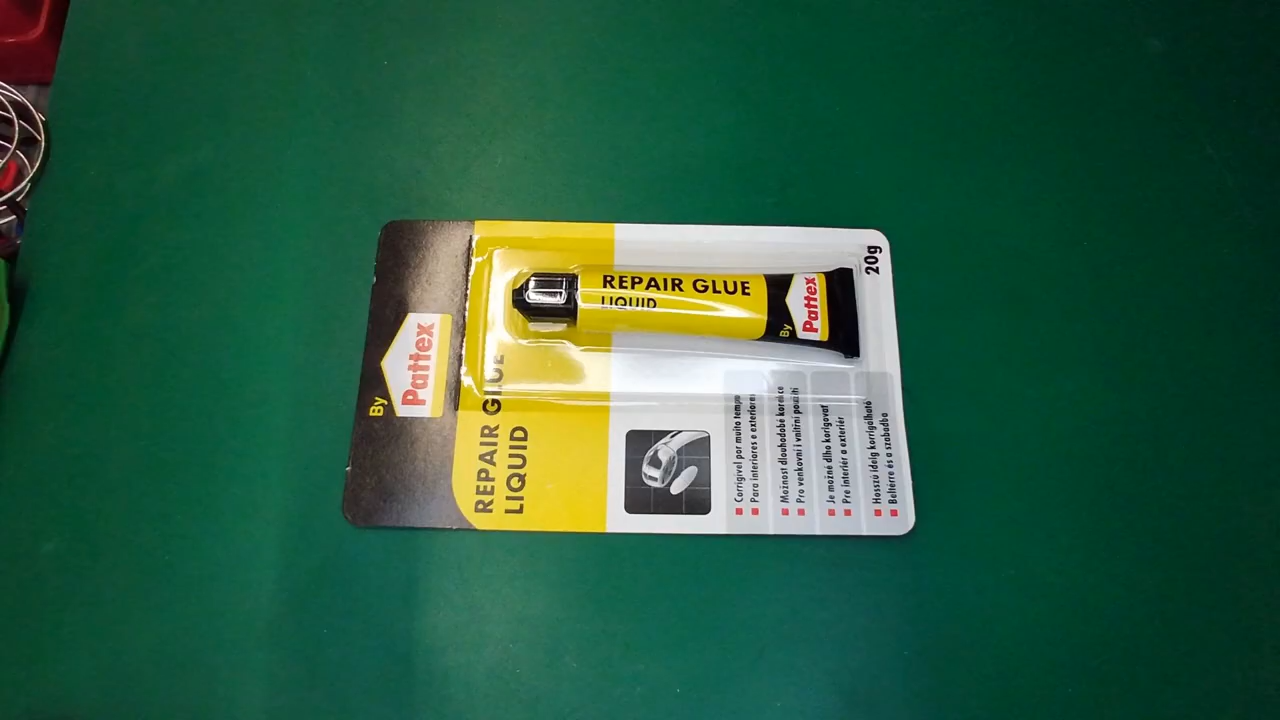 By
Pattex
REPAIR GLUE
LIQUID
REPAIR GLUE
LIQUID
By
Pattex
20g
Corrigível por muito
Para interiores e exteriores
Možnost dlouhodobé korekce
Pro venkovní i vnitřní použití
Je možné dlho korigovať
Pre interiér a exteriér
Hosszú ideig korrigálható
Beltérre és a szabadba